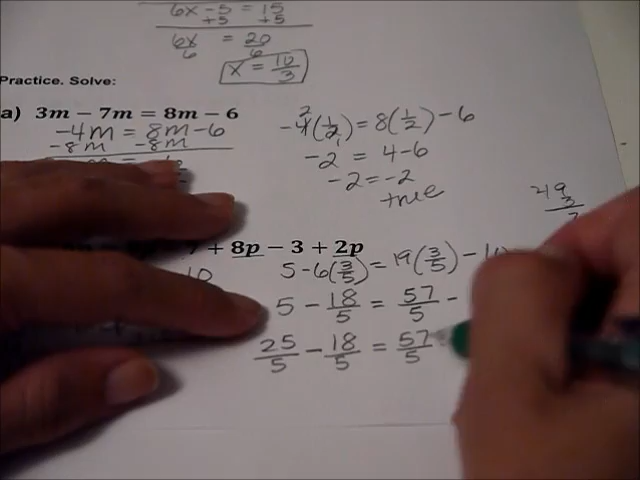 6x - 5 = 15
+5 +5
6x/6 = 20/6
x = 10/3
Practice. Solve:
a) 3m − 7m = 8m − 6
-4m = 8m - 6
-8m -8m
-4(1/2) = 8(1/2) - 6
-2 = 4 - 6
-2 = -2
true
+ 8p − 3 + 2p
10
5 - 6(3/5) = 19(3/5) -
5 - 18/5 = 57/5 -
25/5 - 18/5 = 57/5